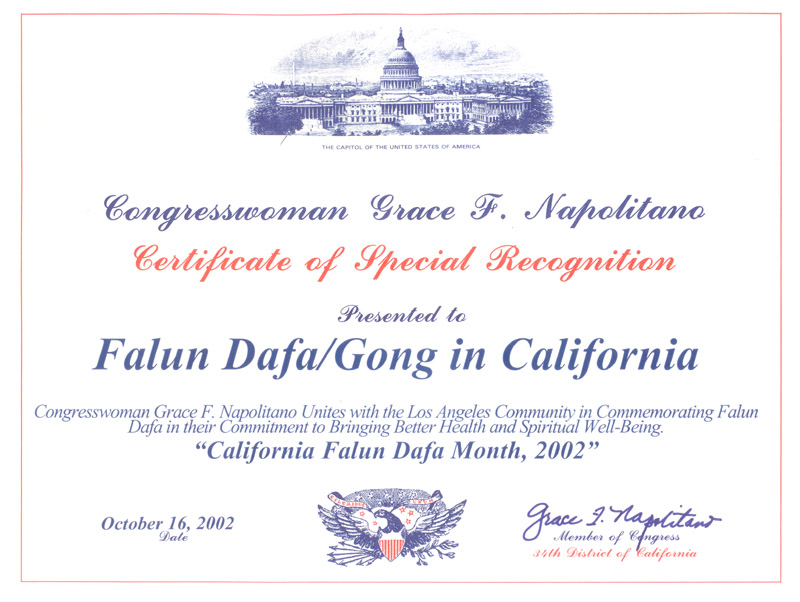 THE CAPITOL OF THE UNITED STATES OF AMERICA
Congresswoman Grace F. Napolitano
Certificate of Special Recognition
Presented to
Falun Dafa/Gong in California
Congresswoman Grace F. Napolitano Unites with the Los Angeles Community in Commemorating Falun
Dafa in their Commitment to Bringing Better Health and Spiritual Well-Being.
“California Falun Dafa Month, 2002”
October 16, 2002
Date
E PLURIBUS UNUM
Grace F. Napolitano
Member of Congress
34th District of California